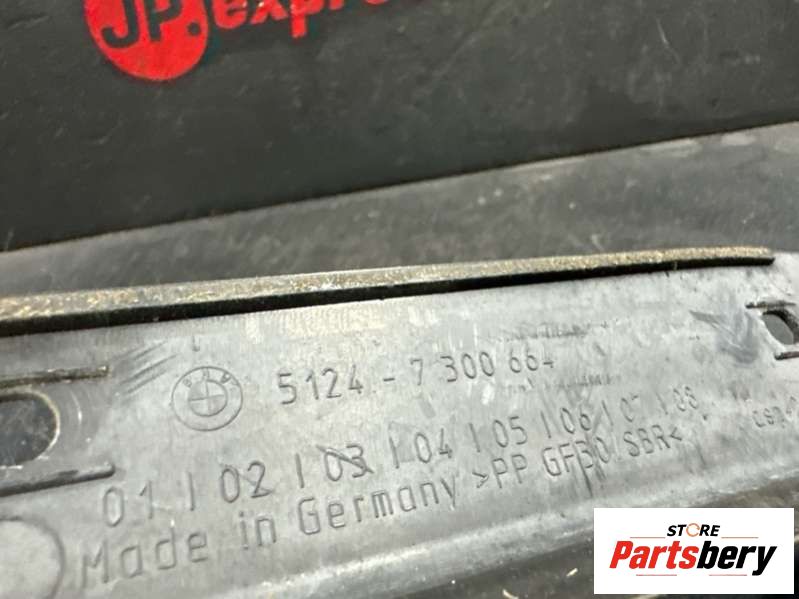 JP.expre
5124 - 7 300 664
01 / 02 / 03 / 04 / 05 / 06 / 07 / 08
Made in Germany >PP GF30 SBR<
STORE
Partsbery